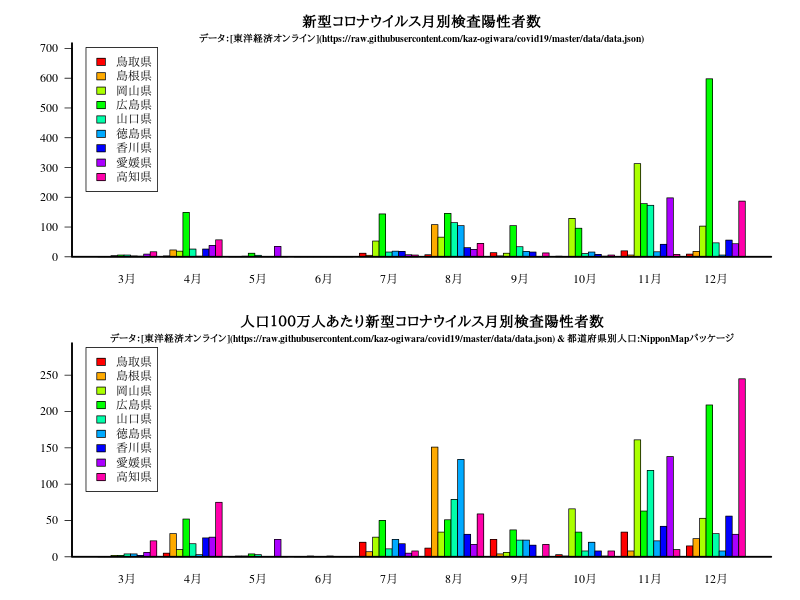 新型コロナウイルス月別検査陽性者数
データ:[東洋経済オンライン](https://raw.githubusercontent.com/kaz-ogiwara/covid19/master/data/data.json)
700
600
500
400
300
200
100
0
鳥取県
島根県
岡山県
広島県
山口県
徳島県
香川県
愛媛県
高知県
3月 4月 5月 6月 7月 8月 9月 10月 11月 12月
人口100万人あたり新型コロナウイルス月別検査陽性者数
データ:[東洋経済オンライン](https://raw.githubusercontent.com/kaz-ogiwara/covid19/master/data/data.json) & 都道府県別人口:NipponMapパッケージ
250
200
150
100
50
0
鳥取県
島根県
岡山県
広島県
山口県
徳島県
香川県
愛媛県
高知県
3月 4月 5月 6月 7月 8月 9月 10月 11月 12月